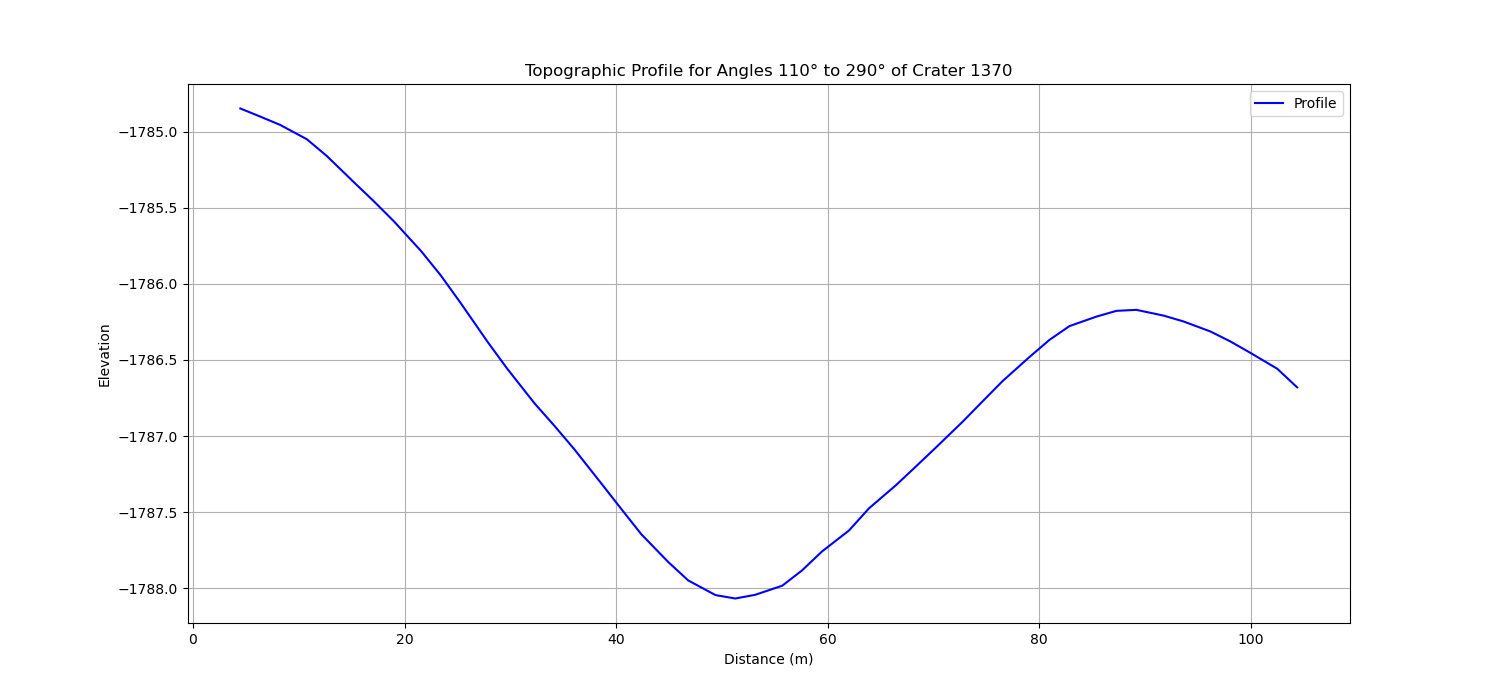 Topographic Profile for Angles 110° to 290° of Crater 1370
Profile
−1785.0
−1785.5
−1786.0
−1786.5
−1787.0
−1787.5
−1788.0
Elevation
0 20 40 60 80 100
Distance (m)